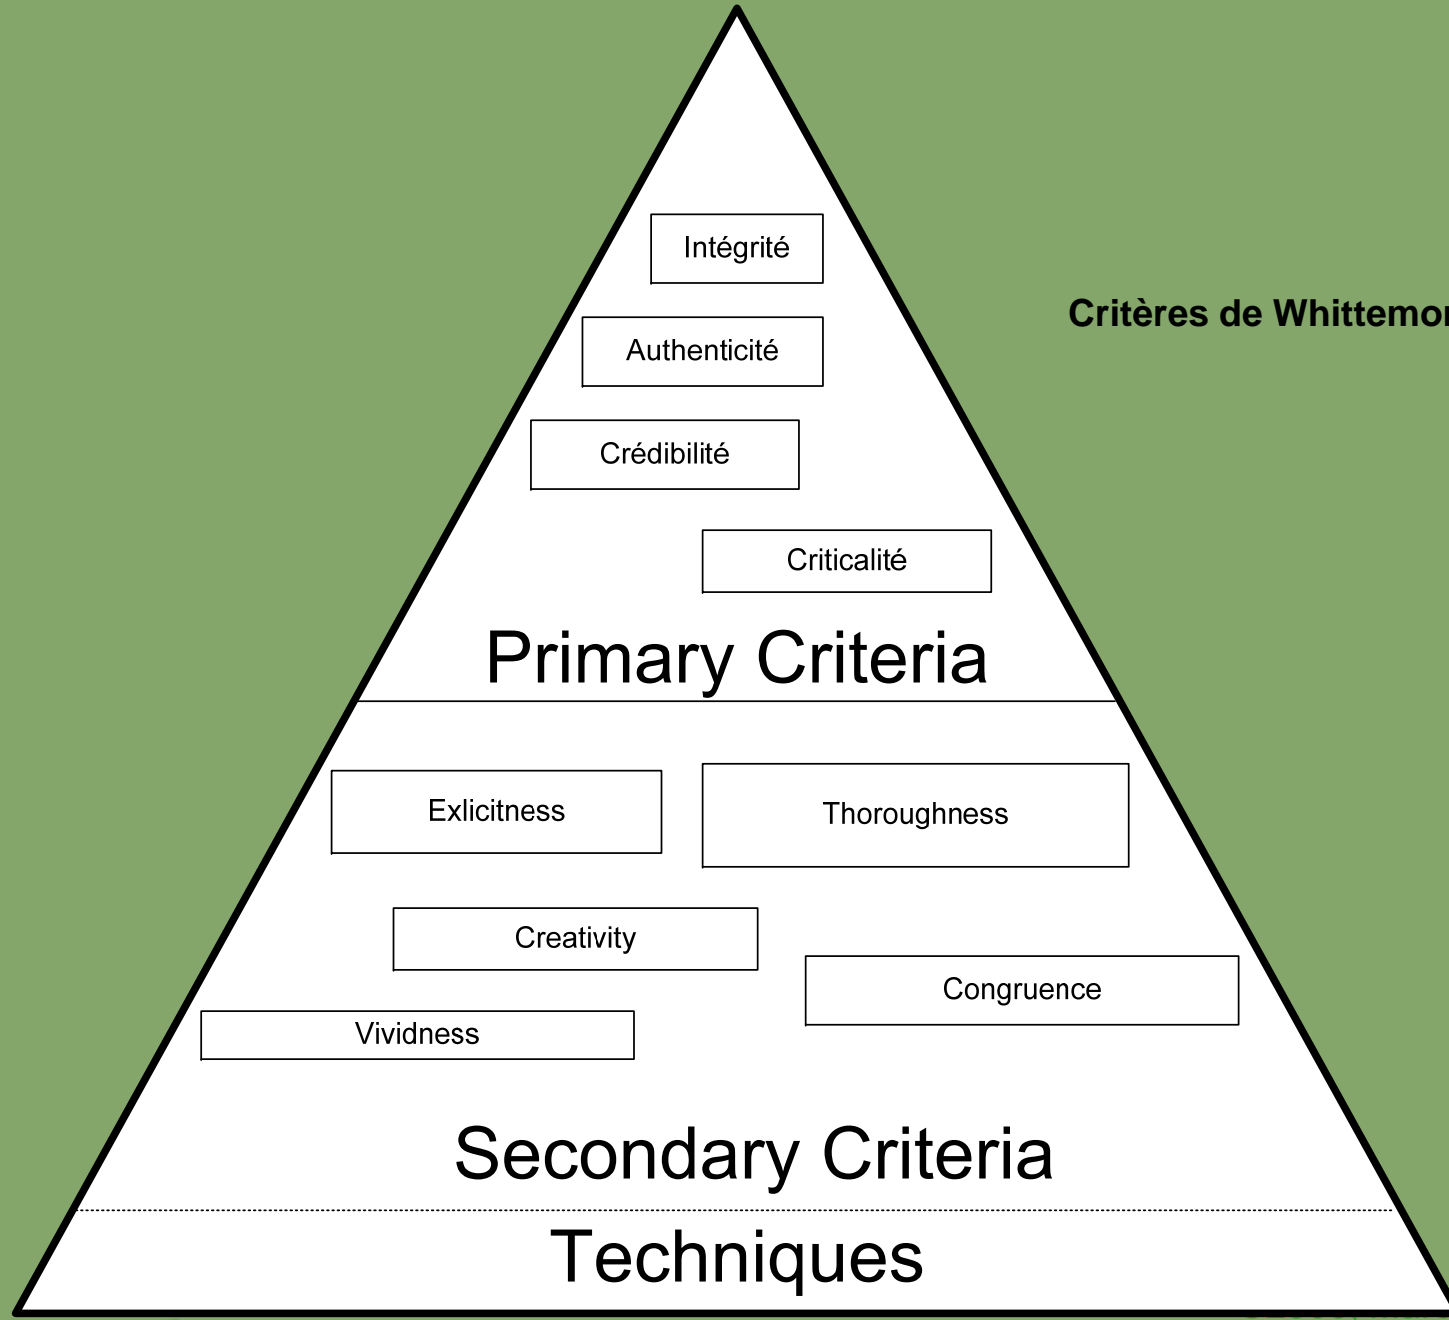 Intégrité
Critères de Whittemor
Authenticité
Crédibilité
Criticalité
Primary Criteria
Exlicitness
Thoroughness
Creativity
Congruence
Vividness
Secondary Criteria
Techniques